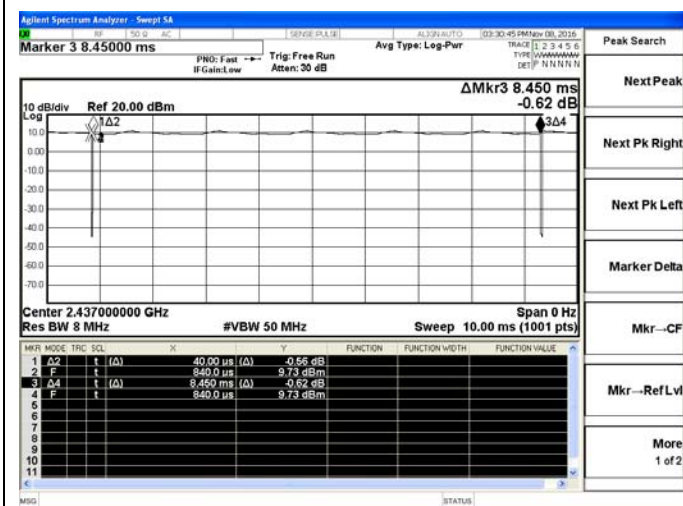 Agilent Spectrum Analyzer - Swept SA
RF 50 Ω AC SENSE:PULSE ALIGN AUTO 03:30:45 PM Nov 08, 2016
Marker 3 8.45000 ms
PNO: Fast
IFGain:Low
Trig: Free Run
Atten: 30 dB
Avg Type: Log-Pwr
TRACE 1 2 3 4 5 6
TYPE WWWWWW
DET P N N N N N
Peak Search
Next Peak
Next Pk Right
Next Pk Left
Marker Delta
Mkr→CF
Mkr→Ref Lvl
More
1 of 2
ΔMkr3 8.450 ms
-0.62 dB
10 dB/div Ref 20.00 dBm
Log
1Δ2
3Δ4
10.0
0.00
-10.0
-20.0
-30.0
-40.0
-50.0
-60.0
-70.0
Center 2.437000000 GHz Span 0 Hz
Res BW 8 MHz #VBW 50 MHz Sweep 10.00 ms (1001 pts)
MKR MODE TRC SCL X Y FUNCTION FUNCTION WIDTH FUNCTION VALUE
1 Δ2 t (Δ) 40.00 us (Δ) -0.56 dB
2 F t 840.0 us 9.73 dBm
3 Δ4 t (Δ) 8.450 ms (Δ) -0.62 dB
4 F t 840.0 us 9.73 dBm
5
6
7
8
9
10
11
MSG STATUS